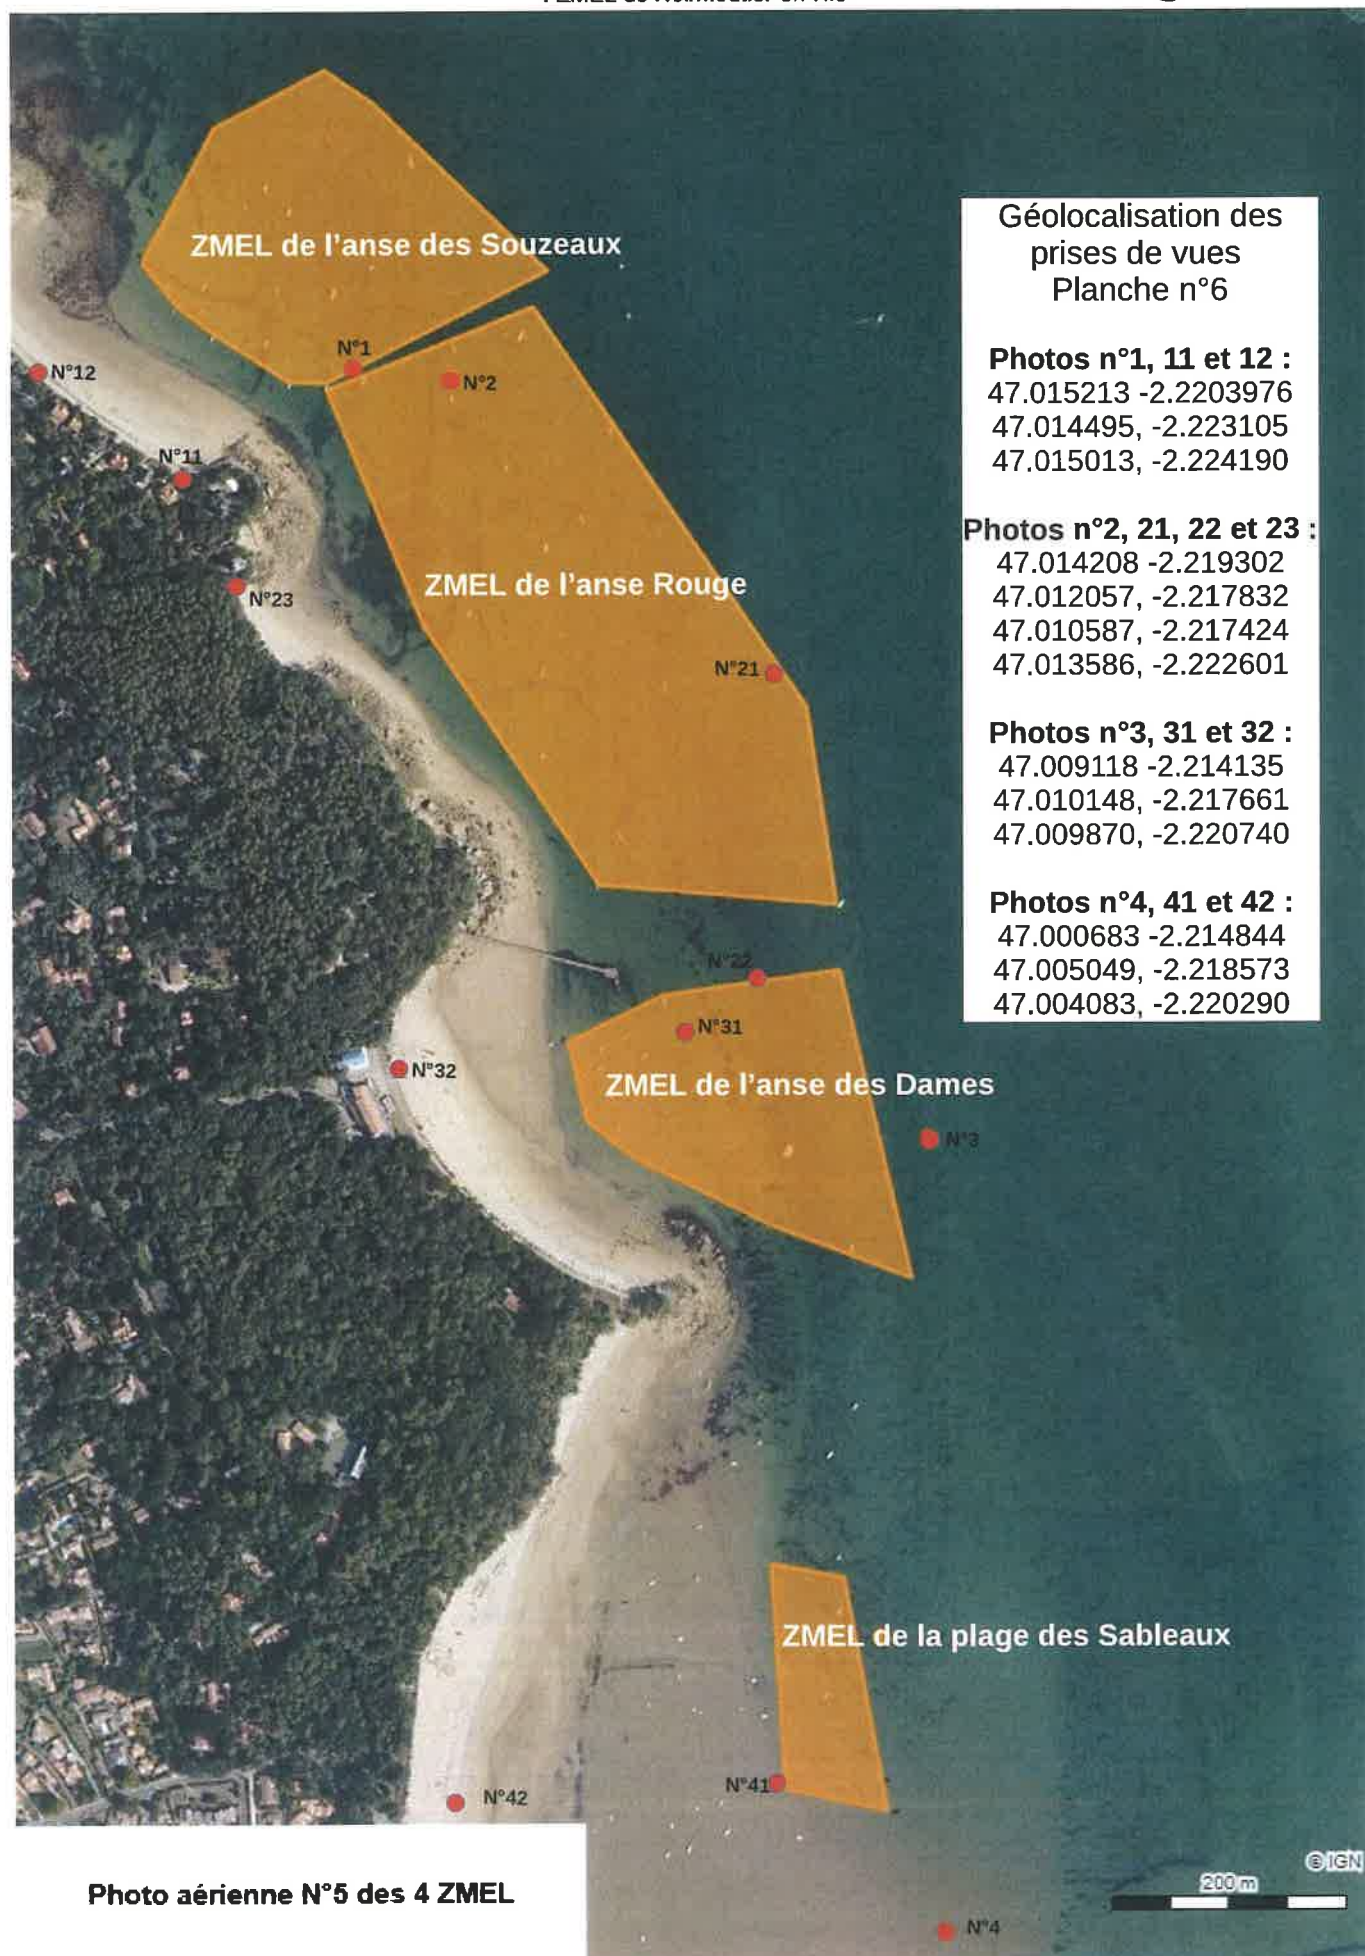 ZMEL de l'anse des Souzeaux
Géolocalisation des
prises de vues
Planche n°6
Photos n°1, 11 et 12 :
47.015213 -2.2203976
47.014495, -2.223105
47.015013, -2.224190
Photos n°2, 21, 22 et 23 :
47.014208 -2.219302
47.012057, -2.217832
47.010587, -2.217424
47.013586, -2.222601
Photos n°3, 31 et 32 :
47.009118 -2.214135
47.010148, -2.217661
47.009870, -2.220740
Photos n°4, 41 et 42 :
47.000683 -2.214844
47.005049, -2.218573
47.004083, -2.220290
N°1
N°12
N°2
N°11
N°23
ZMEL de l'anse Rouge
N°21
N°22
N°31
N°32
ZMEL de l'anse des Dames
N°3
ZMEL de la plage des Sableaux
N°41
N°42
© IGN
200 m
Photo aérienne N°5 des 4 ZMEL
N°4